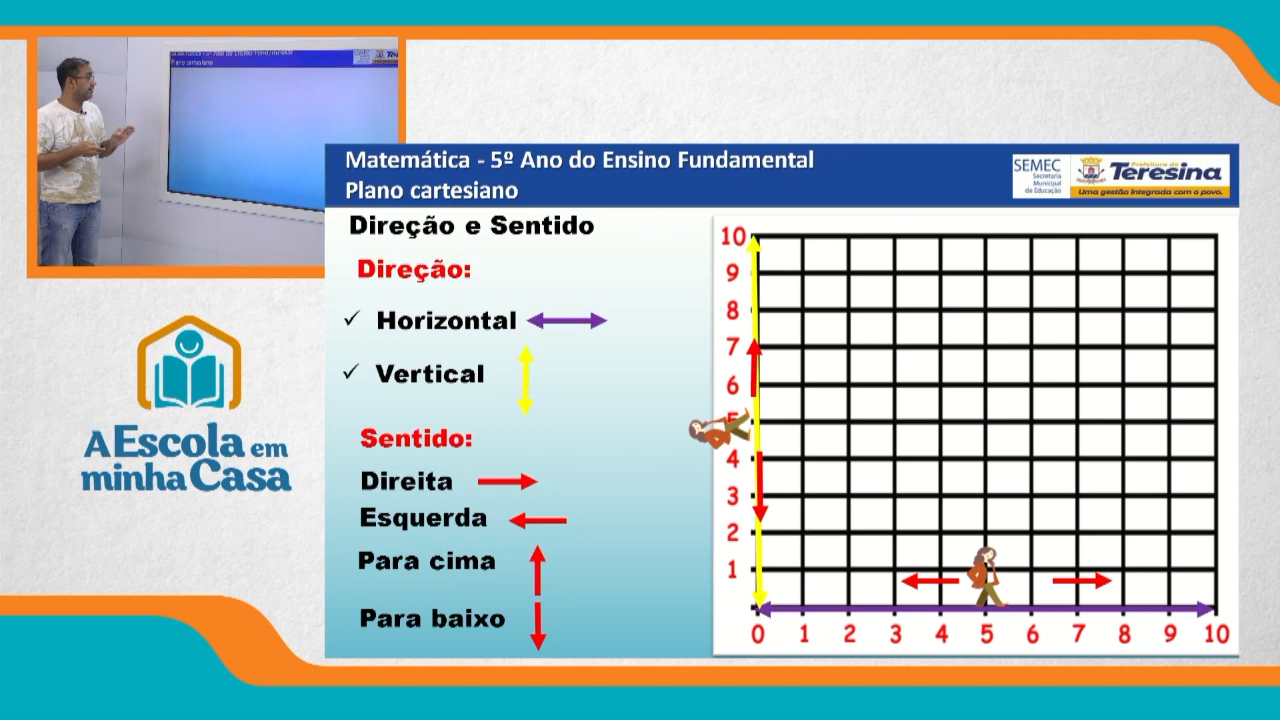 Matemática - 5º Ano do Ensino Fundamental
Plano cartesiano
Plano cartesiano
SEMEC
Secretaria
Municipal
de Educação
Prefeitura de
Teresina
Uma gestão integrada com o povo.
Direção e Sentido
Direção:
✓ Horizontal
✓ Vertical
Sentido:
Direita
Esquerda
Para cima
Para baixo
10
9
8
7
6
5
4
3
2
1
0 1 2 3 4 5 6 7 8 9 10
A Escola em
minha Casa